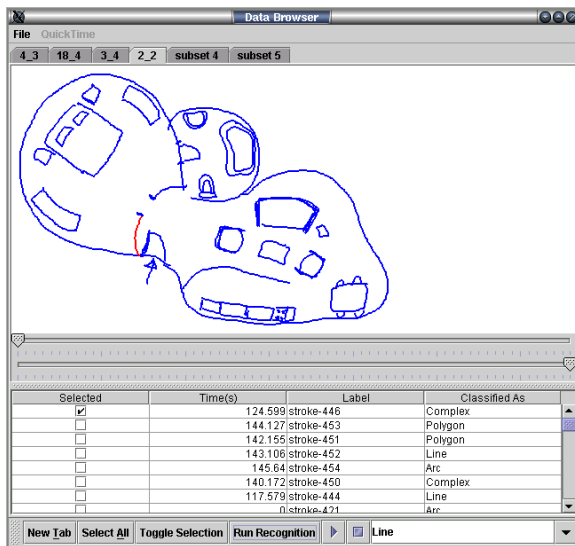 Data Browser
File QuickTime
4_3 18_4 3_4 2_2 subset 4 subset 5
Selected Time(s) Label Classified As
124.599 stroke-446 Complex
144.127 stroke-453 Polygon
142.155 stroke-451 Polygon
143.106 stroke-452 Line
145.64 stroke-454 Arc
140.172 stroke-450 Complex
117.579 stroke-444 Line
0 stroke-421 Arc
New Tab Select All Toggle Selection Run Recognition Line